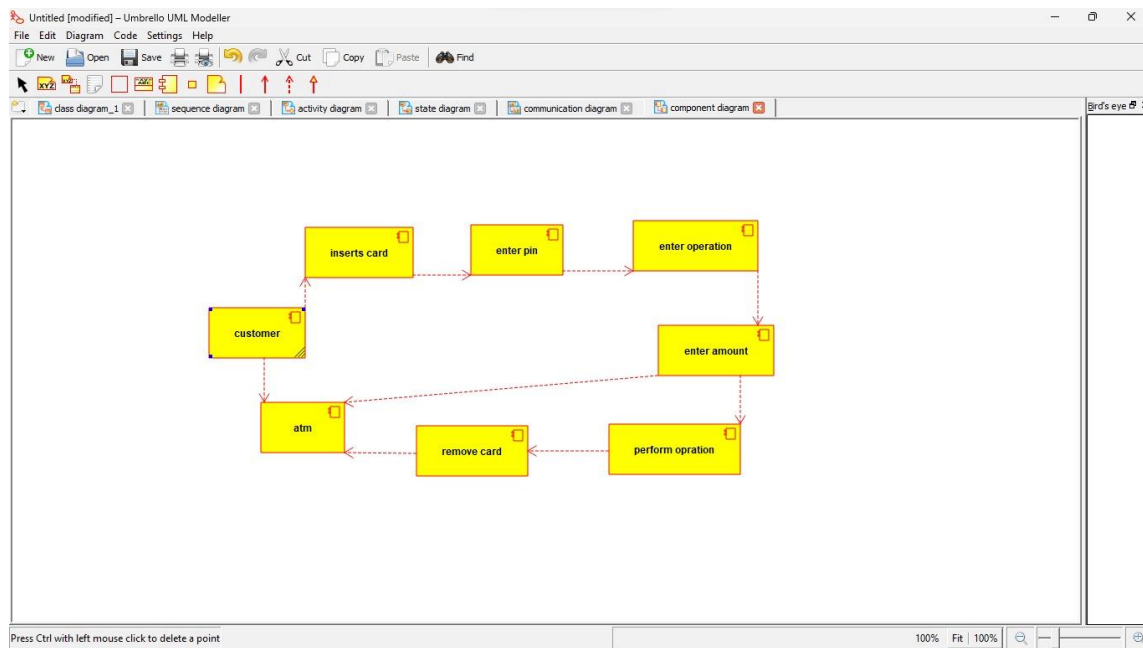 Untitled [modified] – Umbrello UML Modeller
File Edit Diagram Code Settings Help
New Open Save Cut Copy Paste Find
XYZ
class diagram_1 sequence diagram activity diagram state diagram communication diagram component diagram Bird's eye
inserts card enter pin enter operation
customer enter amount
atm remove card perform opration
Press Ctrl with left mouse click to delete a point 100% Fit 100%